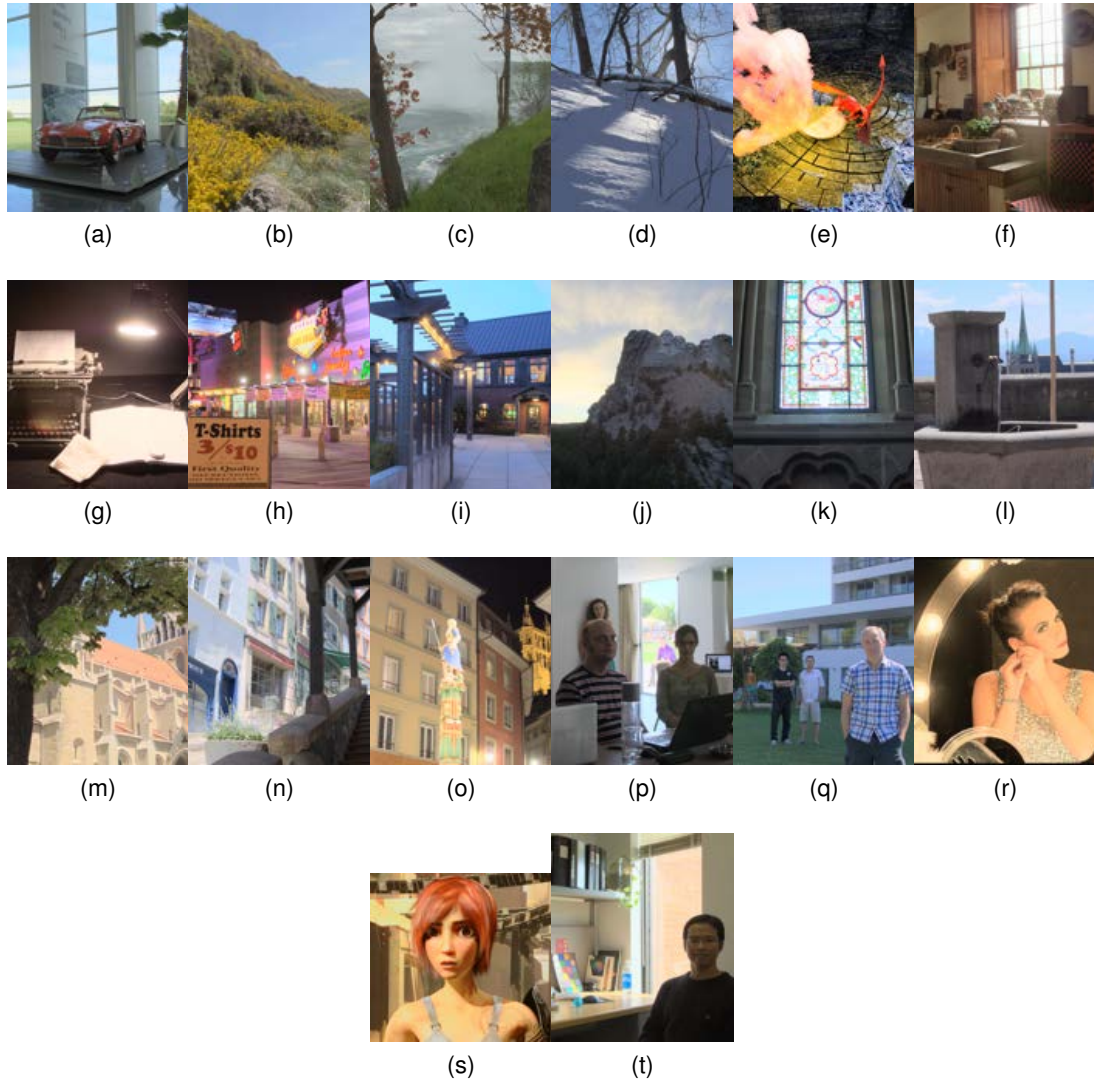 (a) (b) (c) (d) (e) (f)
T-Shirts
3/$10
First Quality
(g) (h) (i) (j) (k) (l)
(m) (n) (o) (p) (q) (r)
(s) (t)